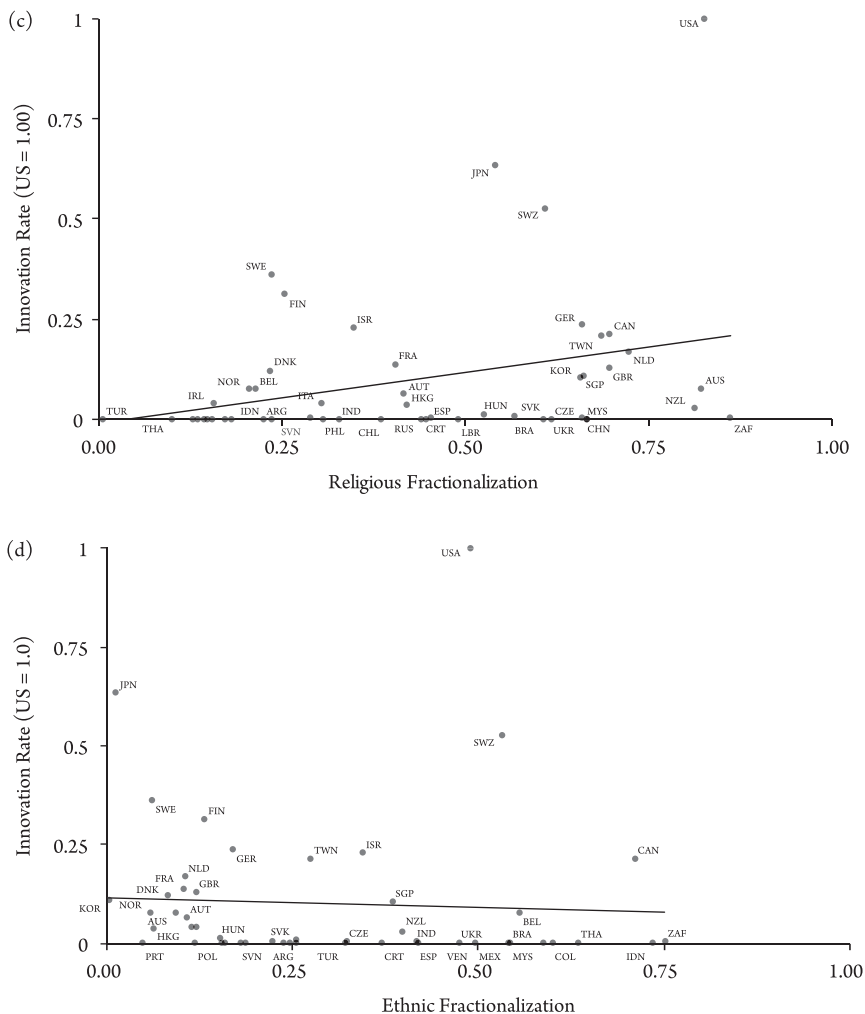 (c)
1
USA
0.75
JPN
SWZ
0.5
SWE
FIN
ISR
GER
CAN
0.25
TWN
FRA
NLD
DNK
KOR
SGP
GBR
NOR
BEL
AUT
AUS
IRL
ITA
HKG
NZL
HUN
SVK
TUR
IDN
ARG
IND
ESP
CZE
MYS
0
THA
SVN
PHL
CHL
RUS
CRT
LBR
BRA
UKR
CHN
ZAF
0.00
0.25
0.50
0.75
1.00
Innovation Rate (US = 1.00)
Religious Fractionalization
(d)
1
USA
0.75
JPN
SWZ
0.5
SWE
FIN
TWN
ISR
CAN
0.25
GER
NLD
FRA
DNK
GBR
SGP
KOR
NOR
AUT
AUS
NZL
BEL
HKG
HUN
SVK
CZE
IND
UKR
BRA
THA
ZAF
0
PRT
POL
SVN
ARG
TUR
CRT
ESP
VEN
MEX
MYS
COL
IDN
0.00
0.25
0.50
0.75
1.00
Innovation Rate (US = 1.0)
Ethnic Fractionalization